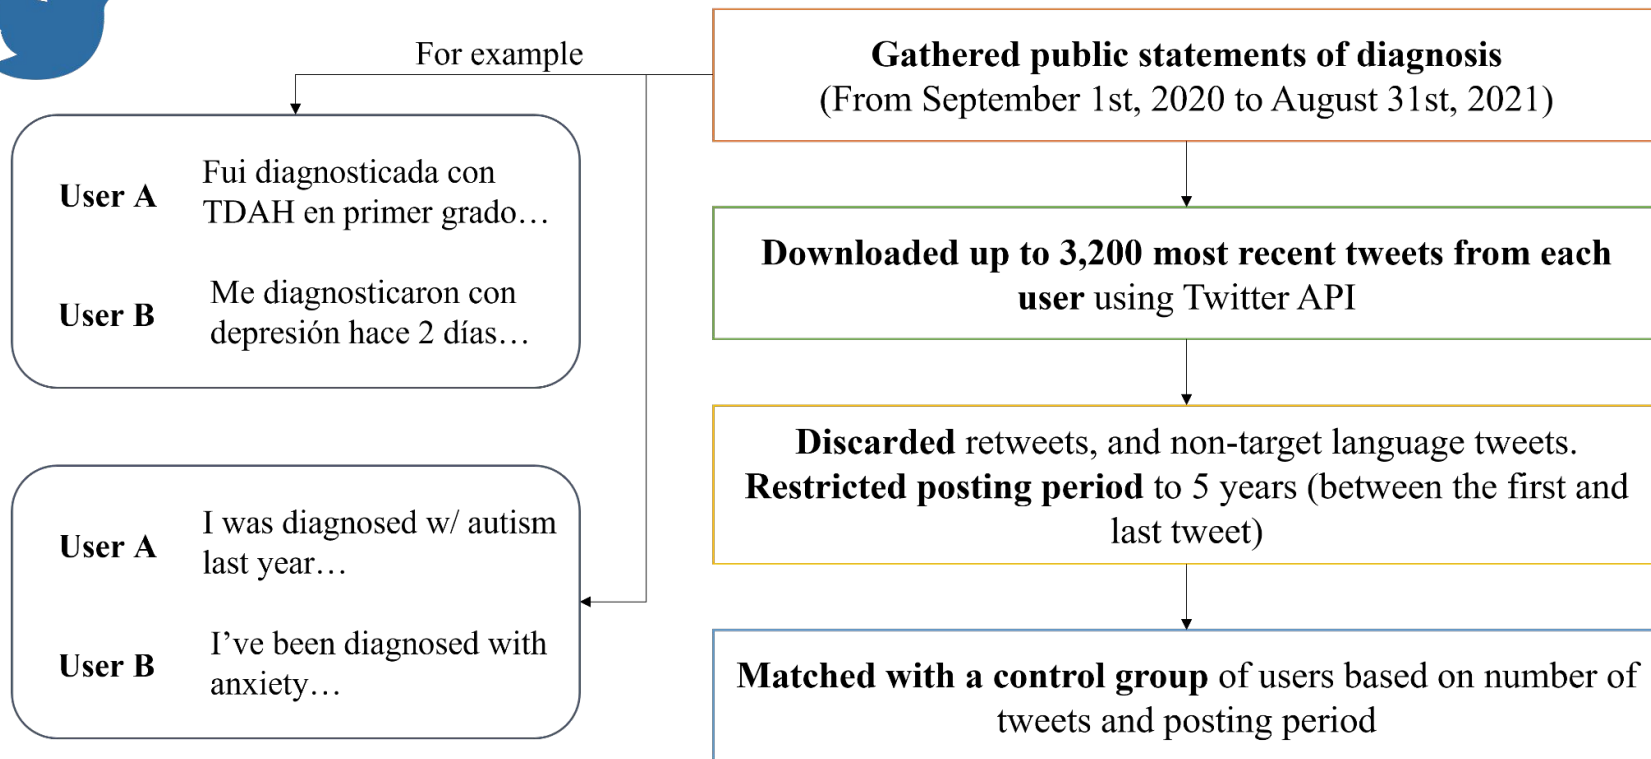 For example
Gathered public statements of diagnosis
(From September 1st, 2020 to August 31st, 2021)
User A
Fui diagnosticada con
TDAH en primer grado…
User B
Me diagnosticaron con
depresión hace 2 días…
Downloaded up to 3,200 most recent tweets from each
user using Twitter API
Discarded retweets, and non-target language tweets.
Restricted posting period to 5 years (between the first and
last tweet)
User A
I was diagnosed w/ autism
last year…
User B
I’ve been diagnosed with
anxiety…
Matched with a control group of users based on number of
tweets and posting period